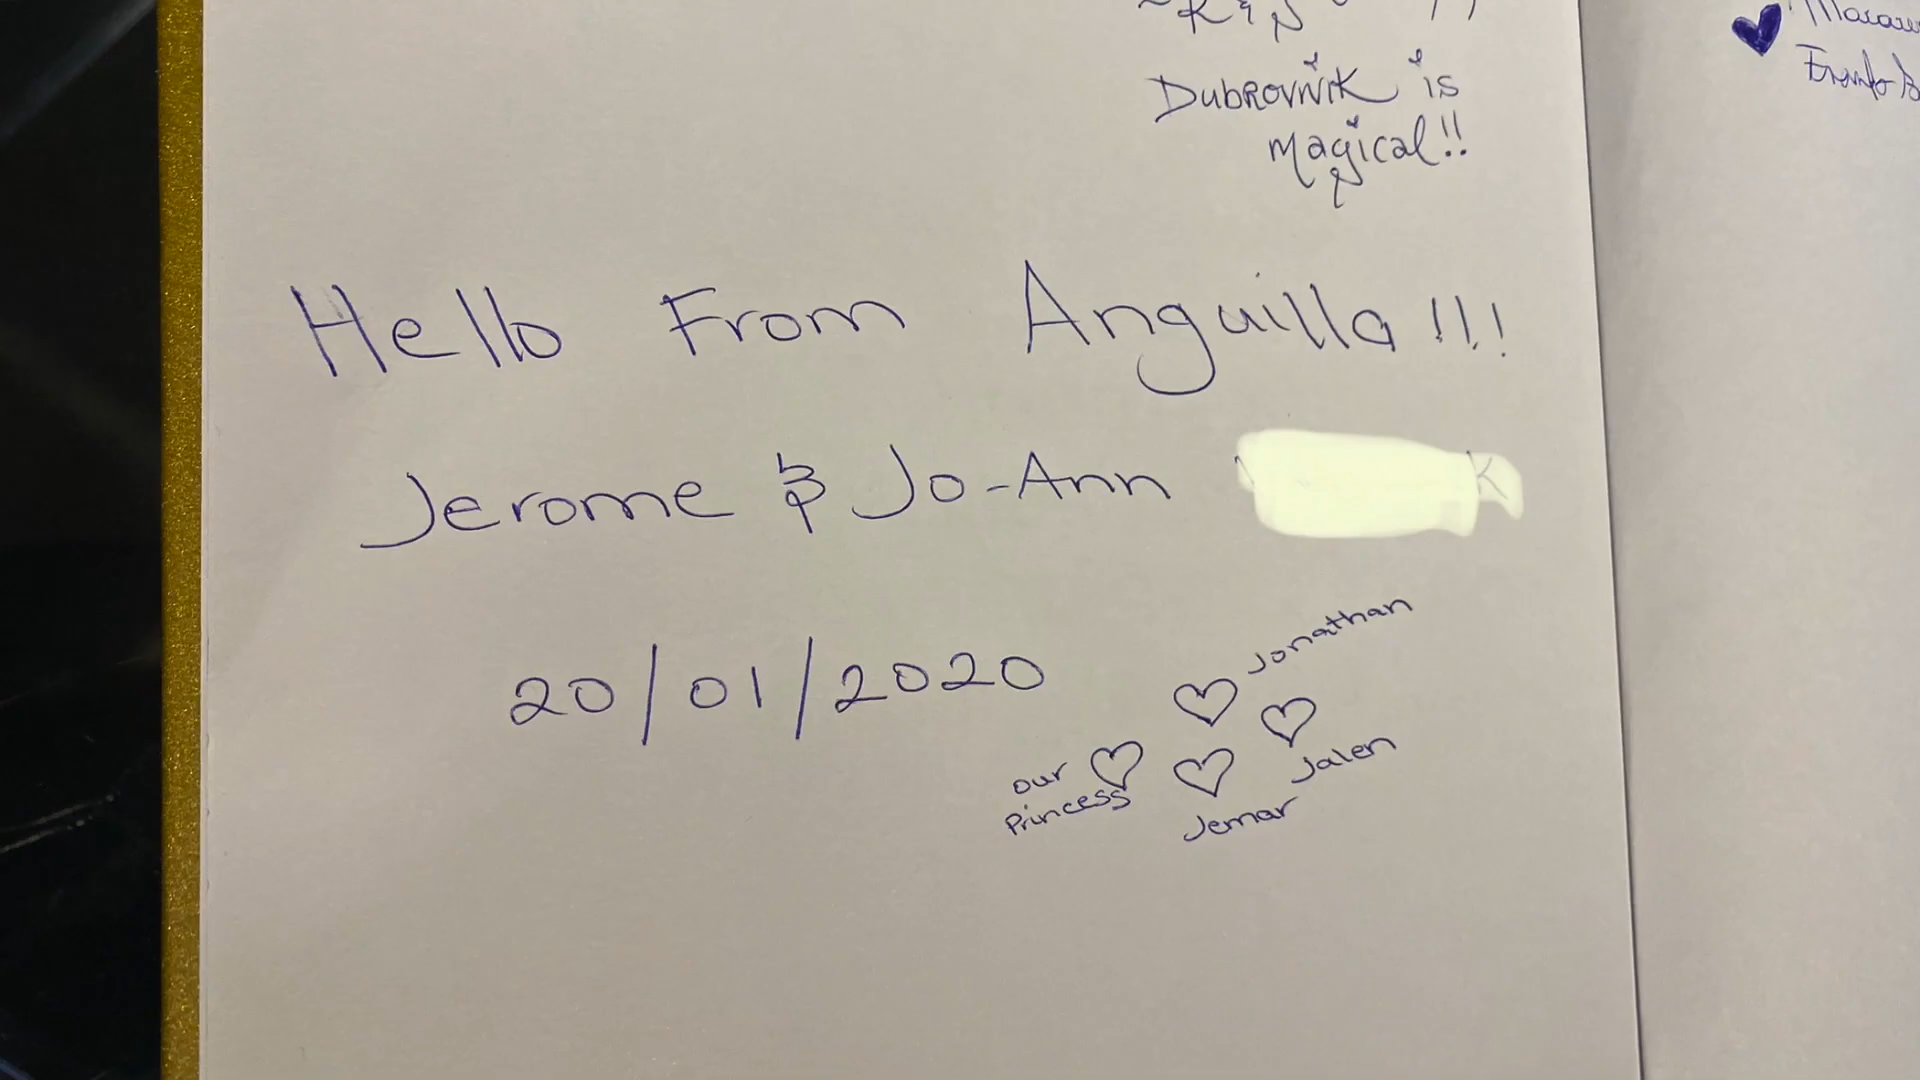 Dubrovnik is
magical!!
Hello From Anguilla!!!
Jerome & Jo-Ann
20/01/2020
Jonathan
Jalen
our
Princess
Jemar